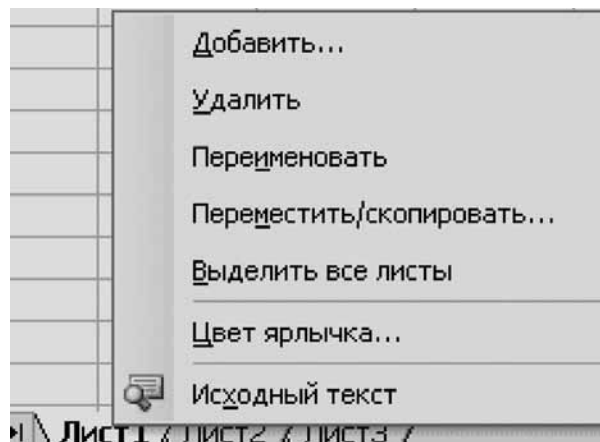 Добавить...
Удалить
Переименовать
Переместить/скопировать...
Выделить все листы
Цвет ярлычка...
Исходный текст
Лист1 / Лист2 / Лист3 /